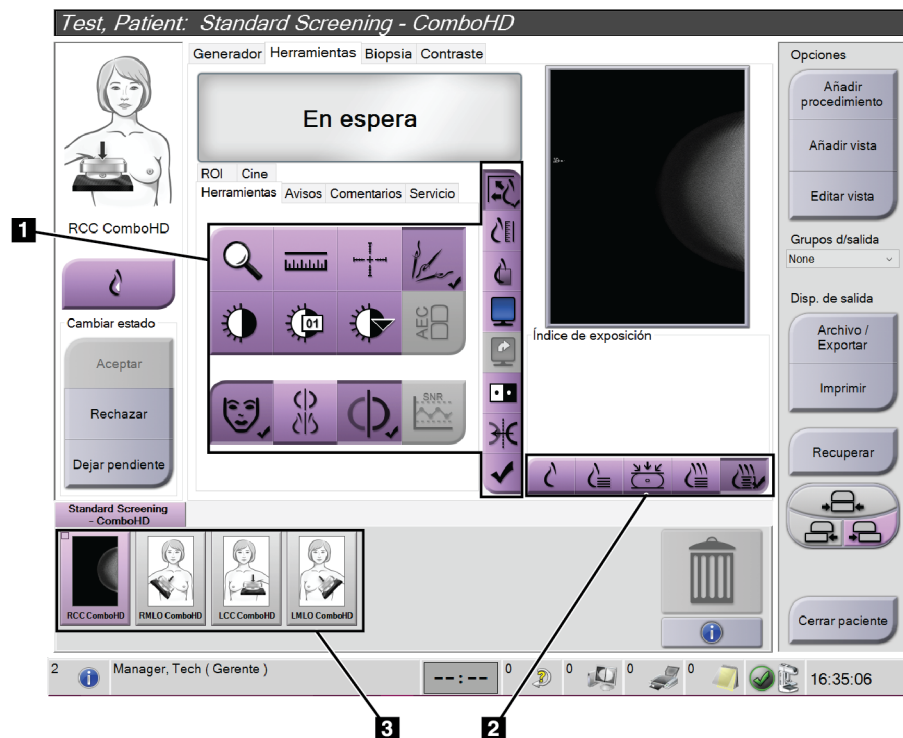 Test, Patient: Standard Screening - ComboHD
Generador Herramientas Biopsia Contraste
En espera
ROI Cine
Herramientas Avisos Comentarios Servicio
RCC ComboHD
Cambiar estado
Aceptar
Rechazar
Dejar pendiente
01
AEC
SNR
Índice de exposición
Opciones
Añadir
procedimiento
Añadir vista
Editar vista
Grupos d/salida
None
Disp. de salida
Archivo /
Exportar
Imprimir
Recuperar
Cerrar paciente
Standard Screening
- ComboHD
RCC ComboHD
RMLO ComboHD
LCC ComboHD
LMLO ComboHD
2
Manager, Tech ( Gerente )
--:--
0
0
0
0
16:35:06
1
2
3